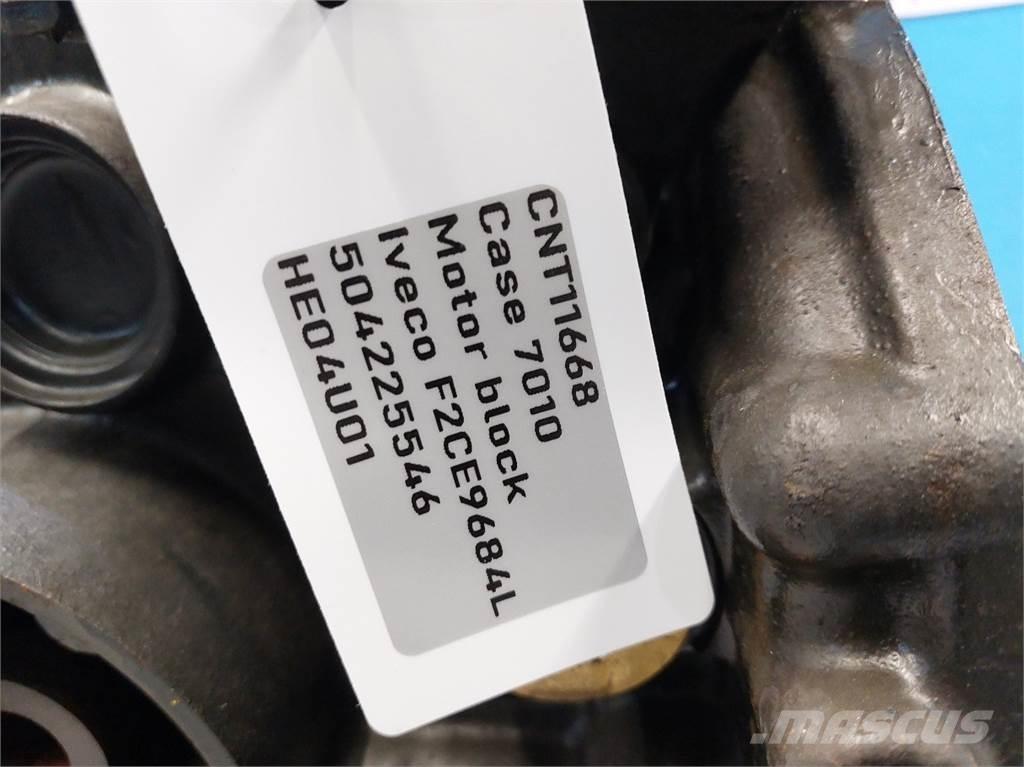 CNT11668
Case 7010
Motor block
Iveco F2CE9684L
504225546
HE04U01
MASCUS